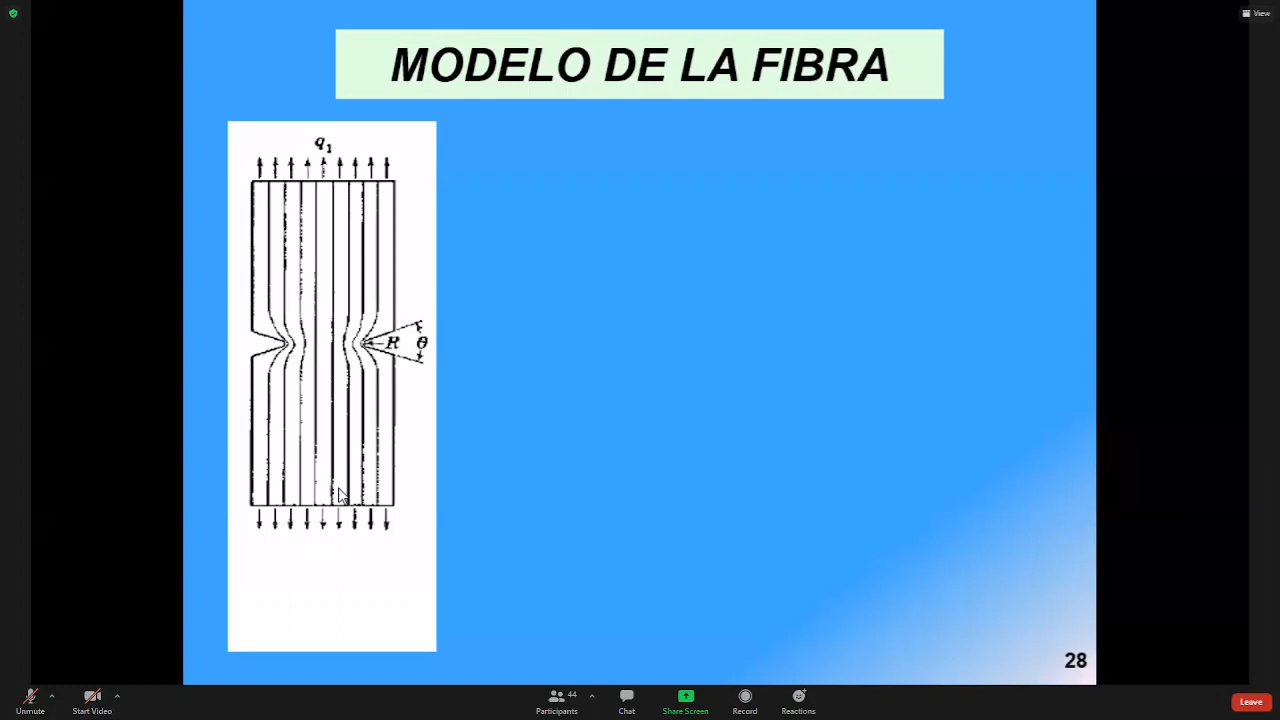 View
MODELO DE LA FIBRA
q1
R θ
28
Unmute
Start Video
44
Participants
Chat
Share Screen
Record
Reactions
Leave